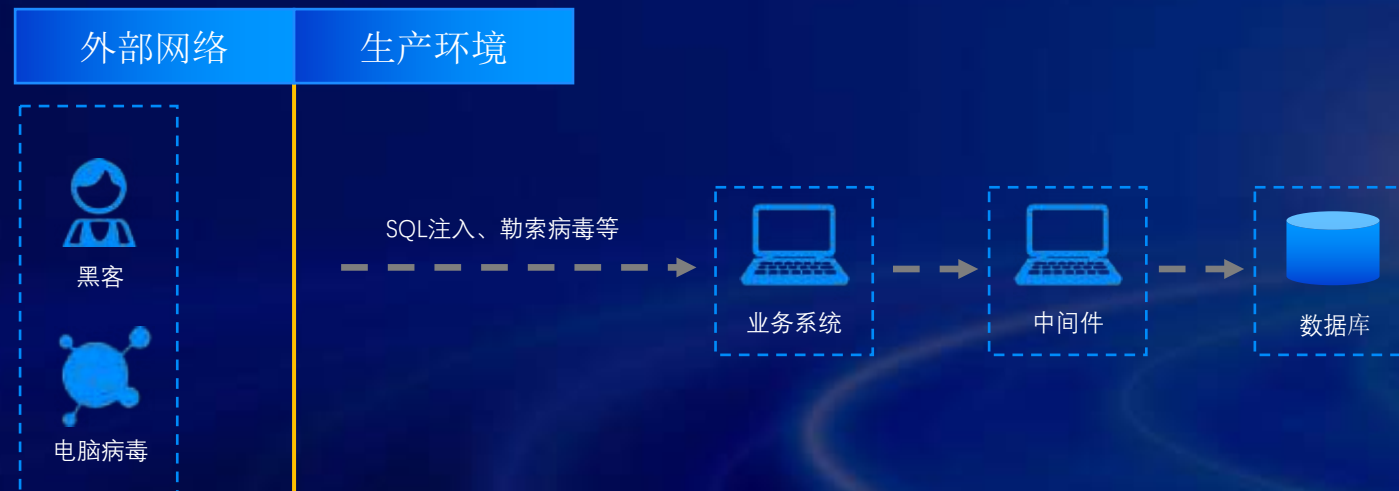 外部网络
生产环境
SQL注入、勒索病毒等
黑客
业务系统
中间件
数据库
电脑病毒